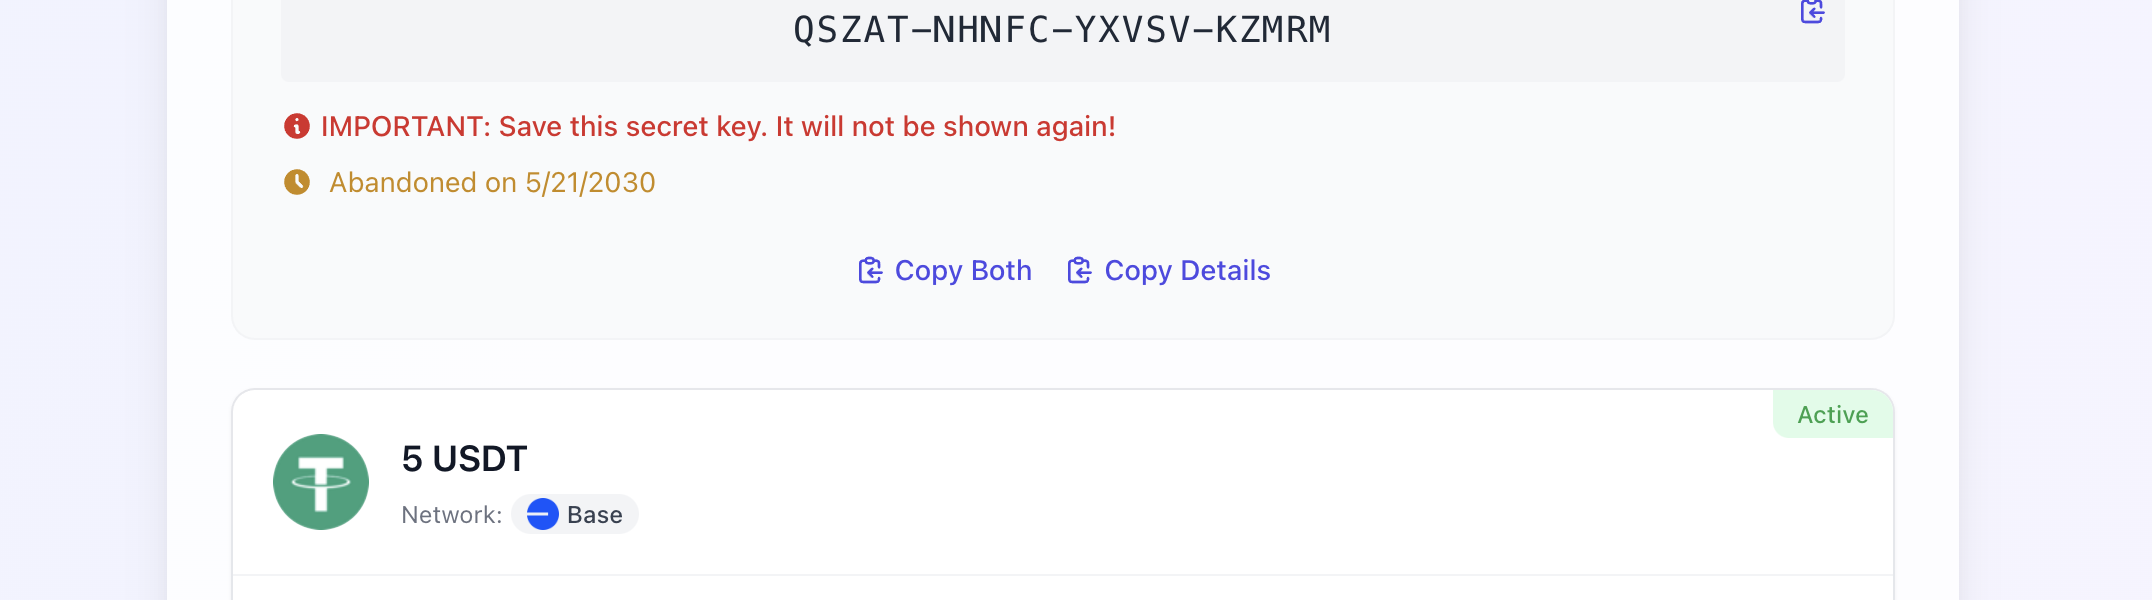 QSZAT-NHNFC-YXVSV-KZMRM
IMPORTANT: Save this secret key. It will not be shown again!
Abandoned on 5/21/2030
Copy Both Copy Details
Active
5 USDT
Network: Base